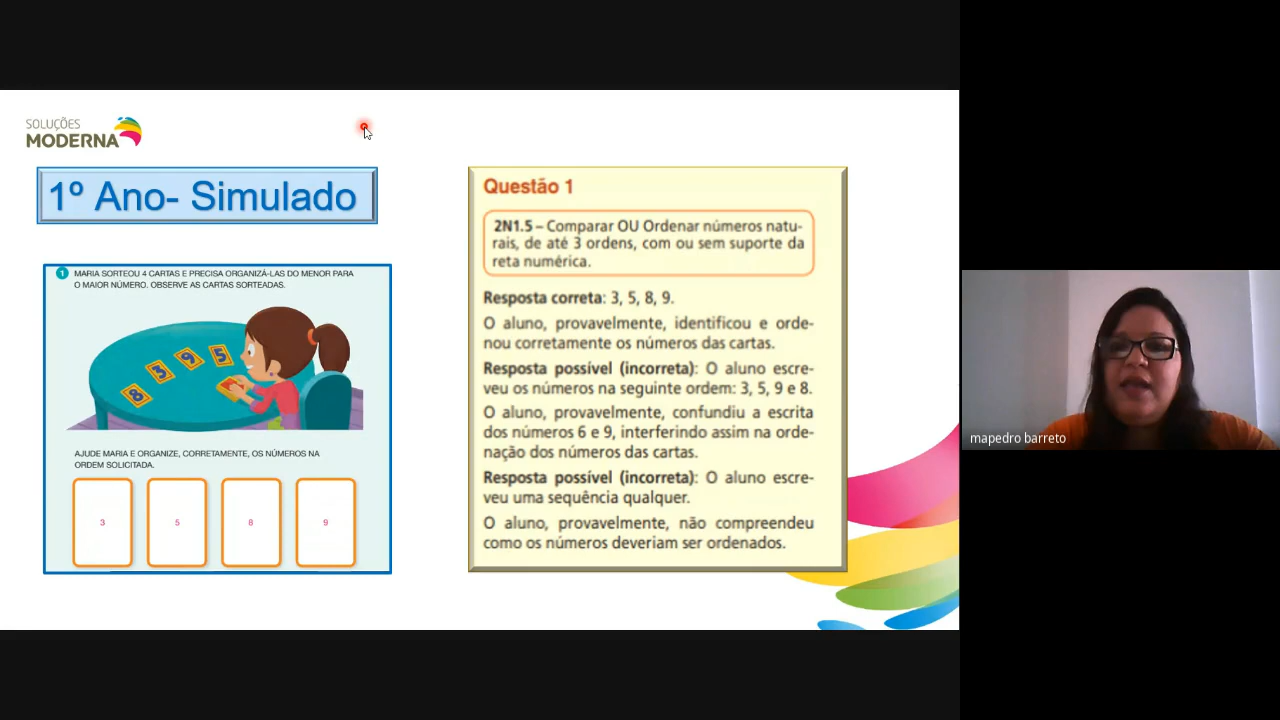 SOLUÇÕES
MODERNA
1º Ano- Simulado
1 MARIA SORTEOU 4 CARTAS E PRECISA ORGANIZÁ-LAS DO MENOR PARA
O MAIOR NÚMERO. OBSERVE AS CARTAS SORTEADAS.
8 3 9 5
AJUDE MARIA E ORGANIZE, CORRETAMENTE, OS NÚMEROS NA
ORDEM SOLICITADA.
3 5 8 9
Questão 1
2N1.5 – Comparar OU Ordenar números natu-
rais, de até 3 ordens, com ou sem suporte da
reta numérica.
Resposta correta: 3, 5, 8, 9.
O aluno, provavelmente, identificou e orde-
nou corretamente os números das cartas.
Resposta possível (incorreta): O aluno escre-
veu os números na seguinte ordem: 3, 5, 9 e 8.
O aluno, provavelmente, confundiu a escrita
dos números 6 e 9, interferindo assim na orde-
nação dos números das cartas.
Resposta possível (incorreta): O aluno escre-
veu uma sequência qualquer.
O aluno, provavelmente, não compreendeu
como os números deveriam ser ordenados.
mapedro barreto